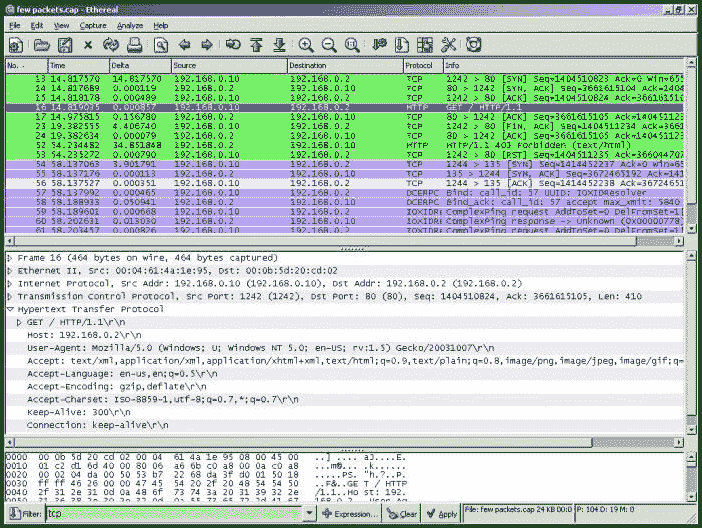 few packets.cap - Ethereal
File Edit View Capture Analyze Help
No. . Time Delta Source Destination Protocol Info
13 14.817570 14.817570 192.168.0.10 192.168.0.2 TCP 1242 > 80 [SYN] Seq=1404510823 Ack=0 Win=655
14 14.817689 0.000119 192.168.0.2 192.168.0.10 TCP 80 > 1242 [SYN, ACK] Seq=3661615104 Ack=14045
15 14.818178 0.000489 192.168.0.10 192.168.0.2 TCP 1242 > 80 [ACK] Seq=1404510824 Ack=3661615105
16 14.819035 0.000857 192.168.0.10 192.168.0.2 HTTP GET / HTTP/1.1
17 14.975815 0.156780 192.168.0.2 192.168.0.10 TCP 80 > 1242 [ACK] Seq=3661615105 Ack=1404511234
23 19.382555 4.406740 192.168.0.10 192.168.0.2 TCP 1242 > 80 [FIN, ACK] Seq=1404511234 Ack=3661
24 19.382634 0.000079 192.168.0.2 192.168.0.10 TCP 80 > 1242 [ACK] Seq=3661615105
52 54.234482 34.851848 192.168.0.2 192.168.0.10 HTTP HTTP/1.1 403 Forbidden (text/html)
53 54.235272 0.000790 192.168.0.10 192.168.0.2 TCP 1242 > 80 [RST] Seq=1404511235
54 58.137063 3.901791 192.168.0.10 192.168.0.2 TCP 1244 > 135 [SYN] Seq=1414452237 Ack=0
55 58.137176 0.000113 192.168.0.2 192.168.0.10 TCP 135 > 1244 [SYN, ACK] Seq=3672465192
56 58.137527 0.000351 192.168.0.10 192.168.0.2 TCP 1244 > 135 [ACK] Seq=1414452238
57 58.137992 0.000465 192.168.0.10 192.168.0.2 DCERPC Bind: call_id: 57 UUID: IOXIDResolver
58 58.188933 0.050941 192.168.0.2 192.168.0.10 DCERPC Bind_ack: call_id: 57 accept max_xmit: 5840
59 58.189601 0.000668 192.168.0.10 192.168.0.2 ComplexPing request AddToSet=0 DelFromSet=1
60 58.202631 0.013030 192.168.0.2 192.168.0.10 ComplexPing response -> Unknown (0x00000778)
61 58.203457 0.000826 192.168.0.10 192.168.0.2 ComplexPing request AddToSet=0 DelFromSet=1
Frame 16 (464 bytes on wire, 464 bytes captured)
Ethernet II, Src: 00:04:61:4a:1e:95, Dst: 00:0b:5d:20:cd:02
Internet Protocol, Src Addr: 192.168.0.10 (192.168.0.10), Dst Addr: 192.168.0.2 (192.168.0.2)
Transmission Control Protocol, Src Port: 1242 (1242), Dst Port: 80 (80), Seq: 1404510824, Ack: 3661615105, Len: 410
Hypertext Transfer Protocol
GET / HTTP/1.1\r\n
Host: 192.168.0.2\r\n
User-Agent: Mozilla/5.0 (Windows; U; Windows NT 5.0; en-US; rv:1.5) Gecko/20031007\r\n
Accept: text/xml,application/xml,application/xhtml+xml,text/html;q=0.9,text/plain;q=0.8,image/png,image/jpeg,image/gif;q=
Accept-Language: en-us,en;q=0.5\r\n
Accept-Encoding: gzip,deflate\r\n
Accept-Charset: ISO-8859-1,utf-8;q=0.7,*;q=0.7\r\n
Keep-Alive: 300\r\n
Connection: keep-alive\r\n
0000 00 0b 5d 20 cd 02 00 04 61 4a 1e 95 08 00 45 00 ..] .... aJ....E.
0010 01 c2 d1 6d 40 00 80 06 a6 6b c0 a8 00 0a c0 a8 ...m@... .k......
0020 00 02 04 da 00 50 53 b7 22 68 da 3f d0 01 50 18 .....PS. "h.?..P.
0030 ff ff 46 26 00 00 47 45 54 20 2f 20 48 54 54 50 ..F&..GE T / HTTP
0040 2f 31 2e 31 0d 0a 48 6f 73 74 3a 20 31 39 32 2e /1.1..Ho st: 192.
Filter: tcp Expression... Clear Apply File: few packets.cap 24 KB 00:0 P: 104 D: 19 M: 0